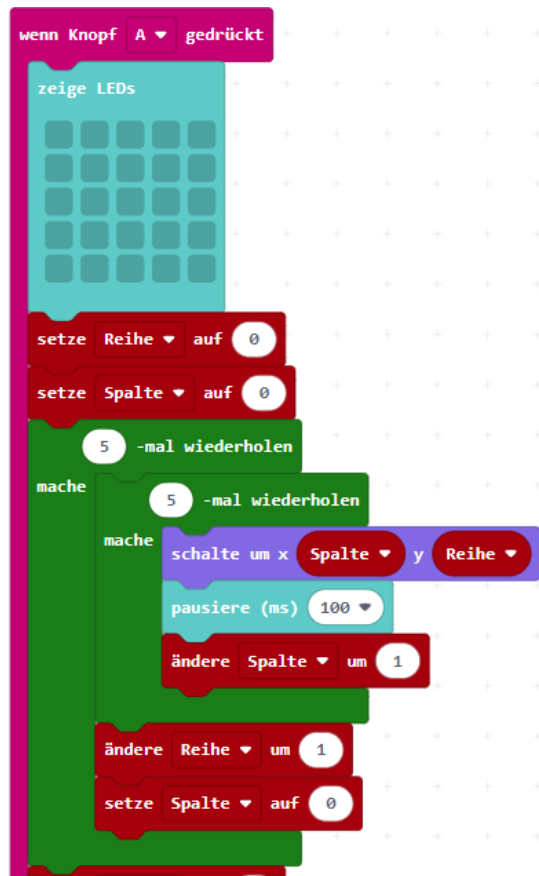 wenn Knopf A gedrückt
zeige LEDs
setze Reihe auf 0
setze Spalte auf 0
5 -mal wiederholen
mache
5 -mal wiederholen
mache
schalte um x Spalte y Reihe
pausiere (ms) 100
ändere Spalte um 1
ändere Reihe um 1
setze Spalte auf 0